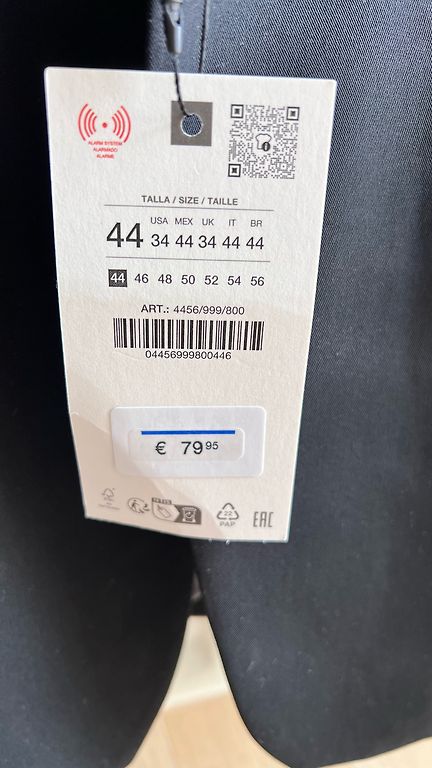 ALARM SYSTEM
ALARMADO
ALARME
TALLA / SIZE / TAILLE
USA MEX UK IT BR
44 34 44 34 44 44
44 46 48 50 52 54 56
ART.: 4456/999/800
04456999800446
€ 79 95
22
PAP
EAC